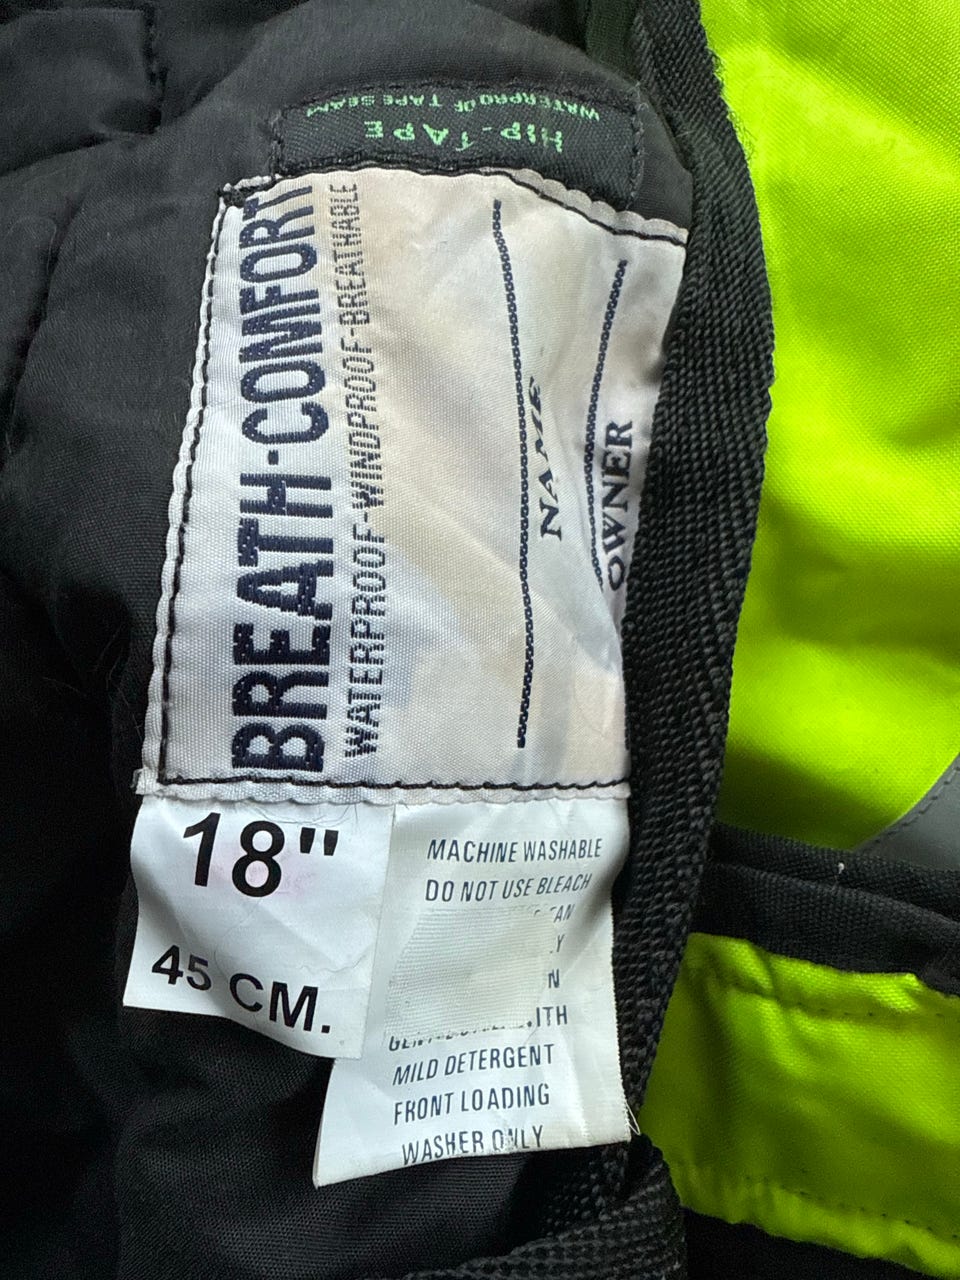 HIP-TAPE
WATERPROOF TAPE SEAM
BREATH-COMFORT
WATERPROOF-WINDPROOF-BREATHABLE
NAME
OWNER
18"
45 CM.
MACHINE WASHABLE
DO NOT USE BLEACH
MILD DETERGENT
FRONT LOADING
WASHER ONLY